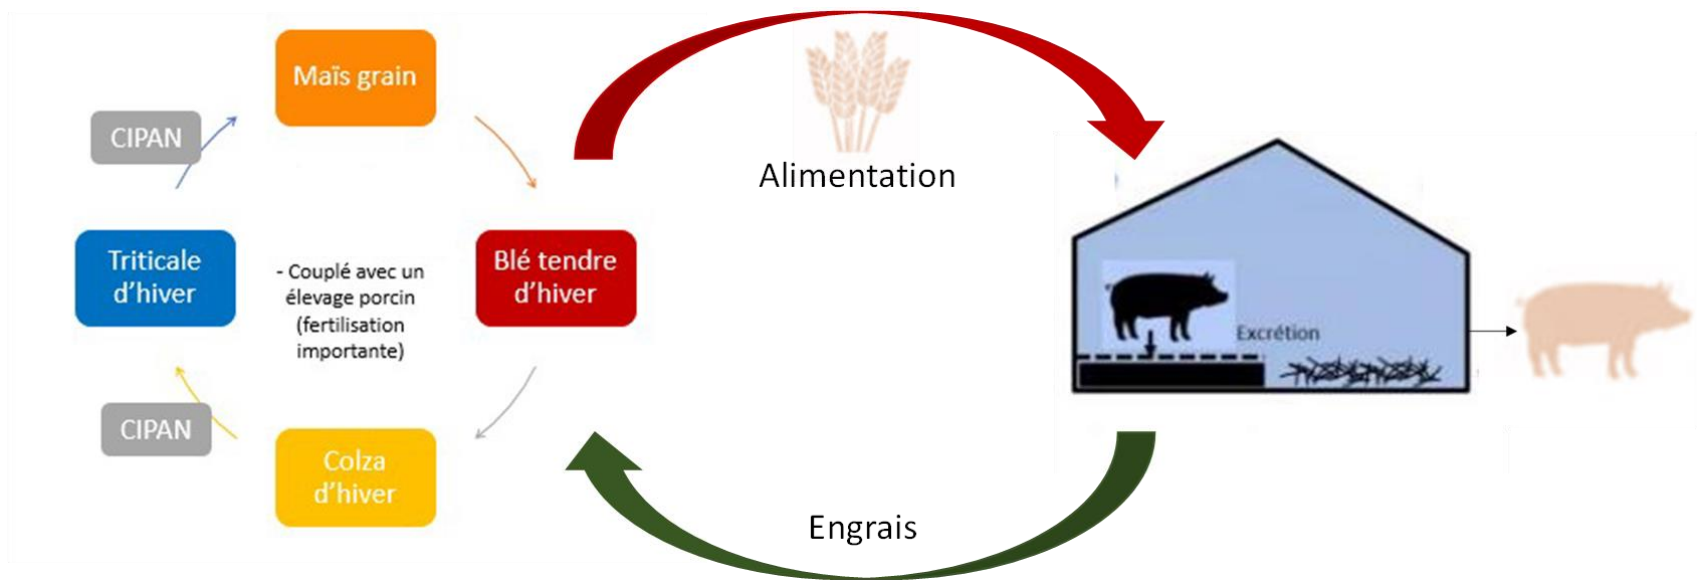 Maïs grain
CIPAN
Alimentation
Triticale
d’hiver
- Couplé avec un
élevage porcin
(fertilisation
importante)
Blé tendre
d’hiver
Excrétion
CIPAN
Colza
d’hiver
Engrais